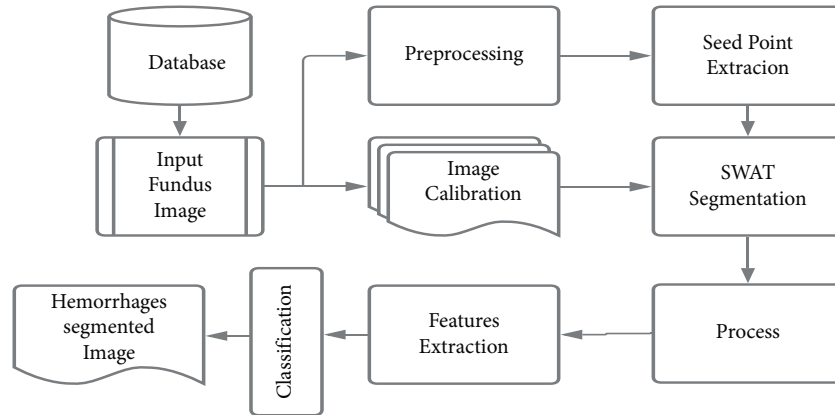 Database
Preprocessing
Seed Point
Extracion
Input
Fundus
Image
Image
Calibration
SWAT
Segmentation
Hemorrhages
segmented
Image
Classification
Features
Extraction
Process